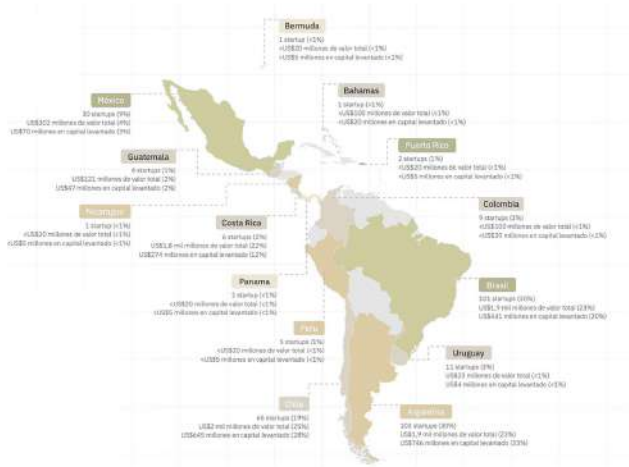 Bermuda
1 startup (<1%)
<US$20 millones de valor total (<1%)
<US$5 millones en capital levantado (<1%)
Bahamas
1 startup (<1%)
<US$100 millones de valor total (<1%)
<US$20 millones en capital levantado (<1%)
México
30 startups (9%)
US$302 millones de valor total (4%)
US$70 millones en capital levantado (3%)
Puerto Rico
2 startups (1%)
<US$20 millones de valor total (<1%)
<US$5 millones en capital levantado (<1%)
Guatemala
startups (1%)
US$221 millones de valor total (2%)
US$47 millones en capital levantado (2%)
Colombia
9 startups (3%)
<US$100 millones de valor total (<1%)
<US$35 millones en capital levantado (<1%)
Nicaragua
1 startup (<1%)
<US$20 millones de valor total (<1%)
<US$5 millones en capital levantado (<1%)
Costa Rica
6 startups (2%)
US$1,8 mil millones de valor total (22%)
US$274 millones en capital levantado (12%)
Panama
1 startup (<1%)
<US$20 millones de valor total (<1%)
<US$5 millones en capital levantado (<1%)
Brasil
101 startups (30%)
US$1,9 mil millones de valor total (23%)
US$441 millones en capital levantado (20%)
Perú
5 startups (1%)
<US$20 millones de valor total (<1%)
<US$5 millones en capital levantado (<1%)
Uruguay
11 startups (3%)
US$33 millones de valor total (<1%)
US$4 millones en capital levantado (<1%)
Chile
65 startups (19%)
US$2 mil millones de valor total (25%)
US$645 millones en capital levantado (28%)
Argentina
103 startups (30%)
US$1,9 mil millones de valor total (23%)
US$746 millones en capital levantado (33%)